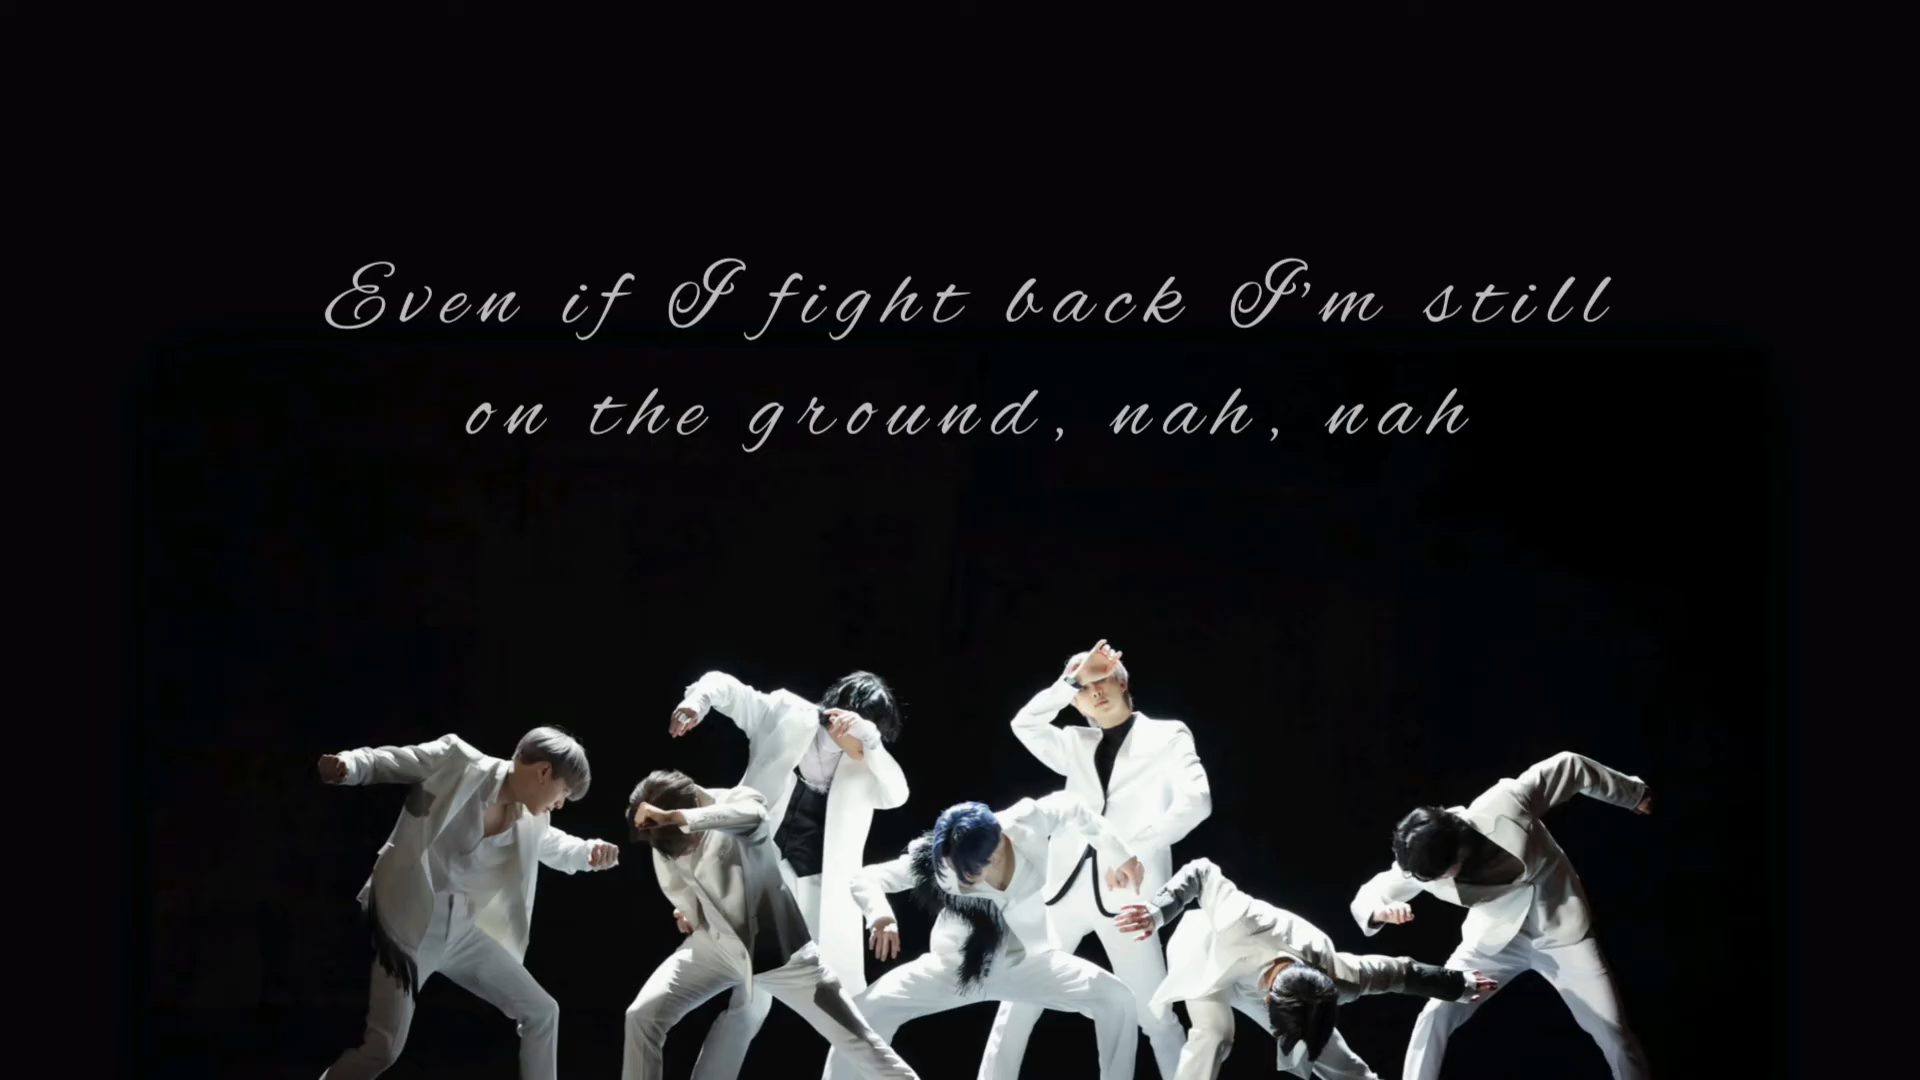 Even if I fight back I'm still
on the ground, nah, nah